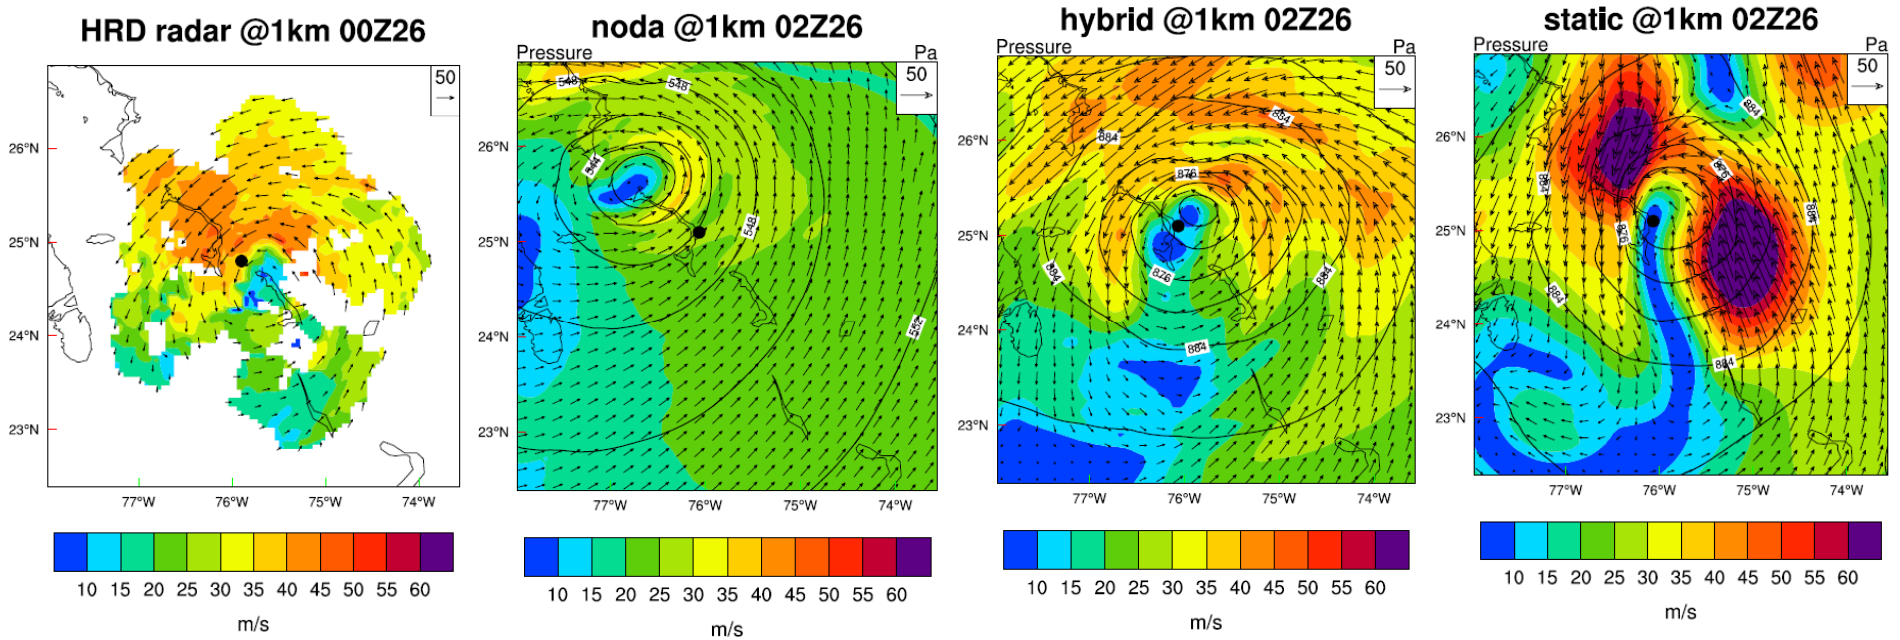 HRD radar @1km 00Z26
50
26°N
25°N
24°N
23°N
77°W 76°W 75°W 74°W
10 15 20 25 30 35 40 45 50 55 60
m/s
noda @1km 02Z26
Pressure Pa
50
548 548
544
548
552
26°N
25°N
24°N
23°N
77°W 76°W 75°W 74°W
10 15 20 25 30 35 40 45 50 55 60
m/s
hybrid @1km 02Z26
Pressure Pa
50
884
884
876
876
884
884
884
26°N
25°N
24°N
23°N
77°W 76°W 75°W 74°W
10 15 20 25 30 35 40 45 50 55 60
m/s
static @1km 02Z26
Pressure Pa
50
884
876
884
884
876
884
884
26°N
25°N
24°N
23°N
77°W 76°W 75°W 74°W
10 15 20 25 30 35 40 45 50 55 60
m/s